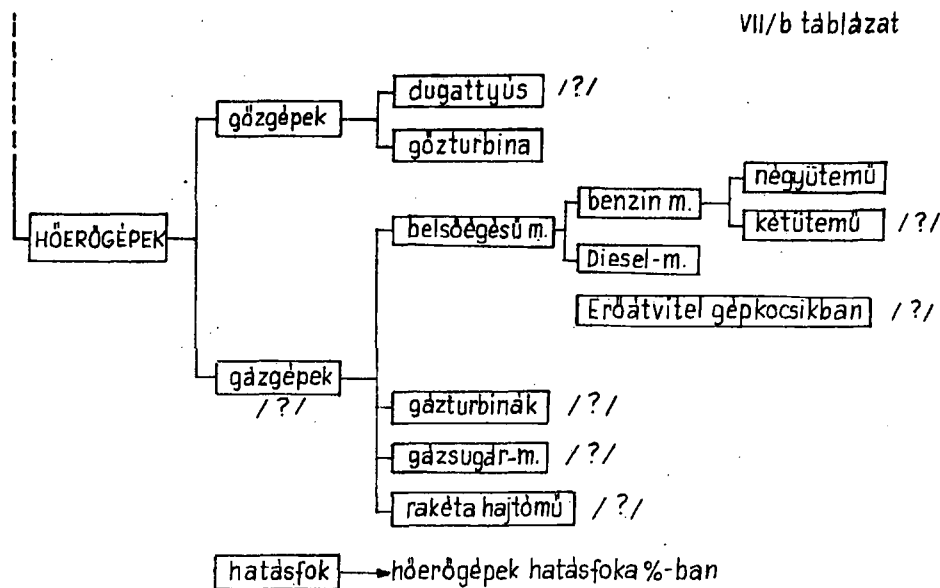 VII/b táblázat
dugattyús /?/
gőzgépek
gőzturbina
négyütemű
benzin m.
HŐERŐGÉPEK
belsőégésű m.
kétütemű /?/
Diesel-m.
Erőátvitel gépkocsikban /?/
gázgépek
/?/
gázturbinák /?/
gázsugár-m. /?/
rakéta hajtómű /?/
hatásfok hőerőgépek hatásfoka %-ban